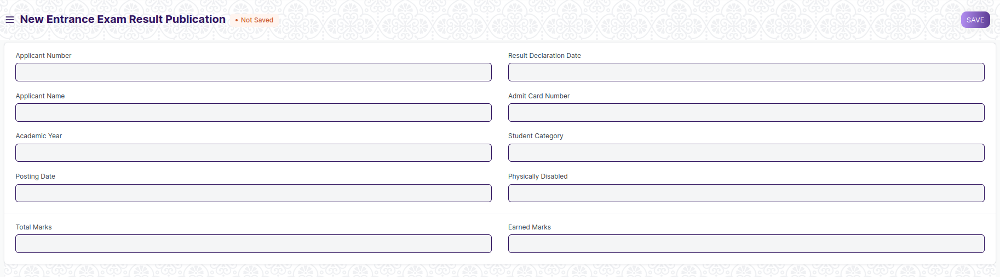 New Entrance Exam Result Publication
• Not Saved
SAVE
Applicant Number
Result Declaration Date
Applicant Name
Admit Card Number
Academic Year
Student Category
Posting Date
Physically Disabled
Total Marks
Earned Marks